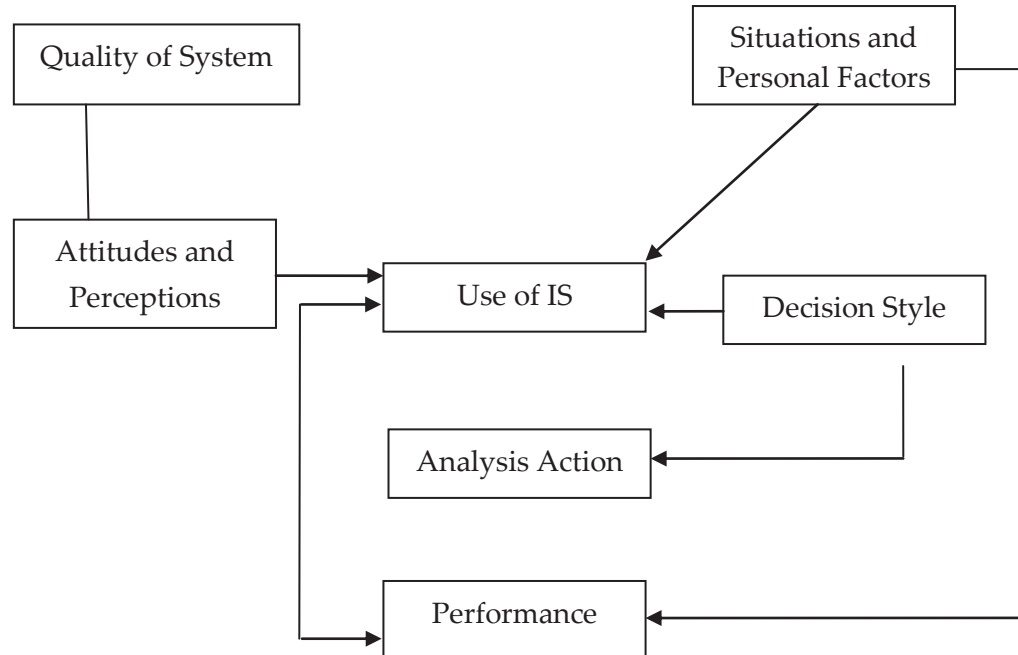 Quality of System
Situations and
Personal Factors
Attitudes and
Perceptions
Use of IS
Decision Style
Analysis Action
Performance